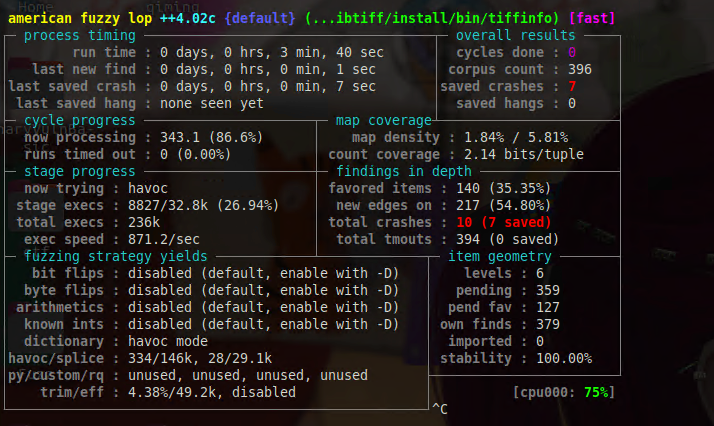 american fuzzy lop ++4.02c {default} (...ibtiff/install/bin/tiffinfo) [fast]
process timing
run time : 0 days, 0 hrs, 3 min, 40 sec
last new find : 0 days, 0 hrs, 0 min, 1 sec
last saved crash : 0 days, 0 hrs, 0 min, 7 sec
last saved hang : none seen yet
overall results
cycles done : 0
corpus count : 396
saved crashes : 7
saved hangs : 0
cycle progress
now processing : 343.1 (86.6%)
runs timed out : 0 (0.00%)
map coverage
map density : 1.84% / 5.81%
count coverage : 2.14 bits/tuple
stage progress
now trying : havoc
stage execs : 8827/32.8k (26.94%)
total execs : 236k
exec speed : 871.2/sec
findings in depth
favored items : 140 (35.35%)
new edges on : 217 (54.80%)
total crashes : 10 (7 saved)
total tmouts : 394 (0 saved)
fuzzing strategy yields
bit flips : disabled (default, enable with -D)
byte flips : disabled (default, enable with -D)
arithmetics : disabled (default, enable with -D)
known ints : disabled (default, enable with -D)
dictionary : havoc mode
havoc/splice : 334/146k, 28/29.1k
py/custom/rq : unused, unused, unused, unused
trim/eff : 4.38%/49.2k, disabled
item geometry
levels : 6
pending : 359
pend fav : 127
own finds : 379
imported : 0
stability : 100.00%
[cpu000: 75%]
^C
Home
qiming